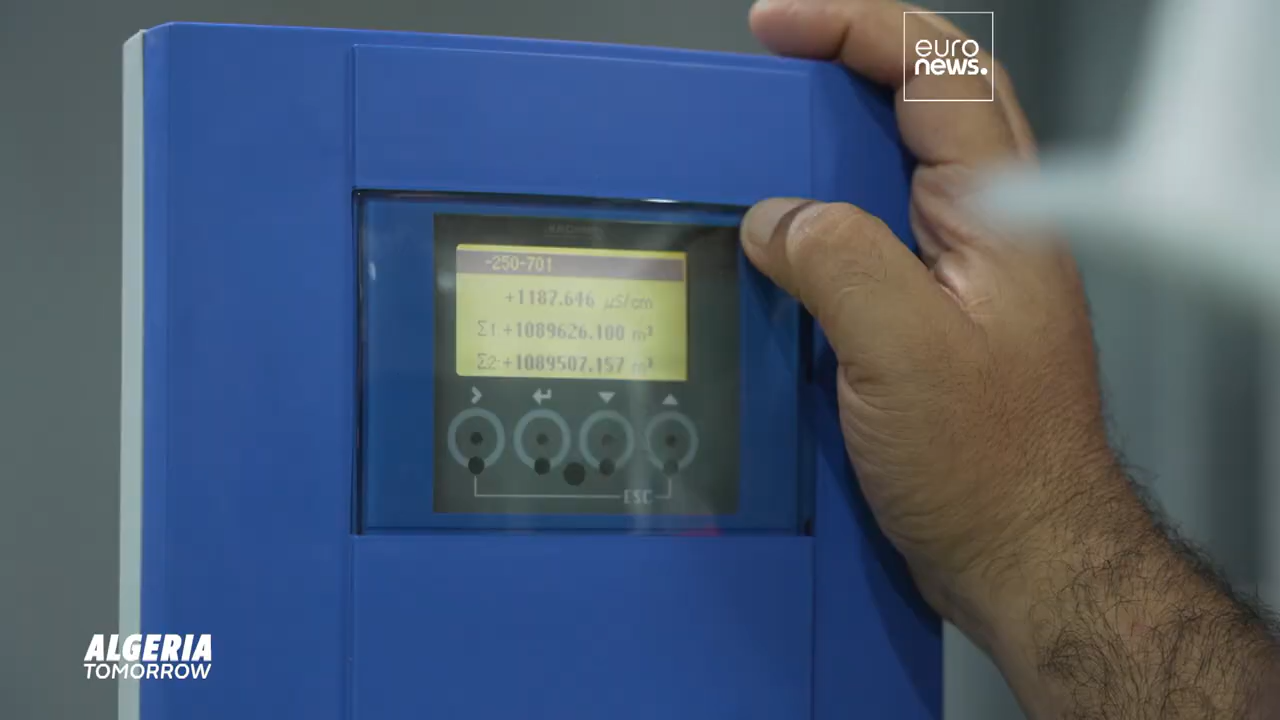 euro
news.
KROHNE
-250-701
+1187.646 µS/cm
Σ1 +1089626.100 m³
Σ2 +1089507.157 m³
ESC
ALGERIA
TOMORROW